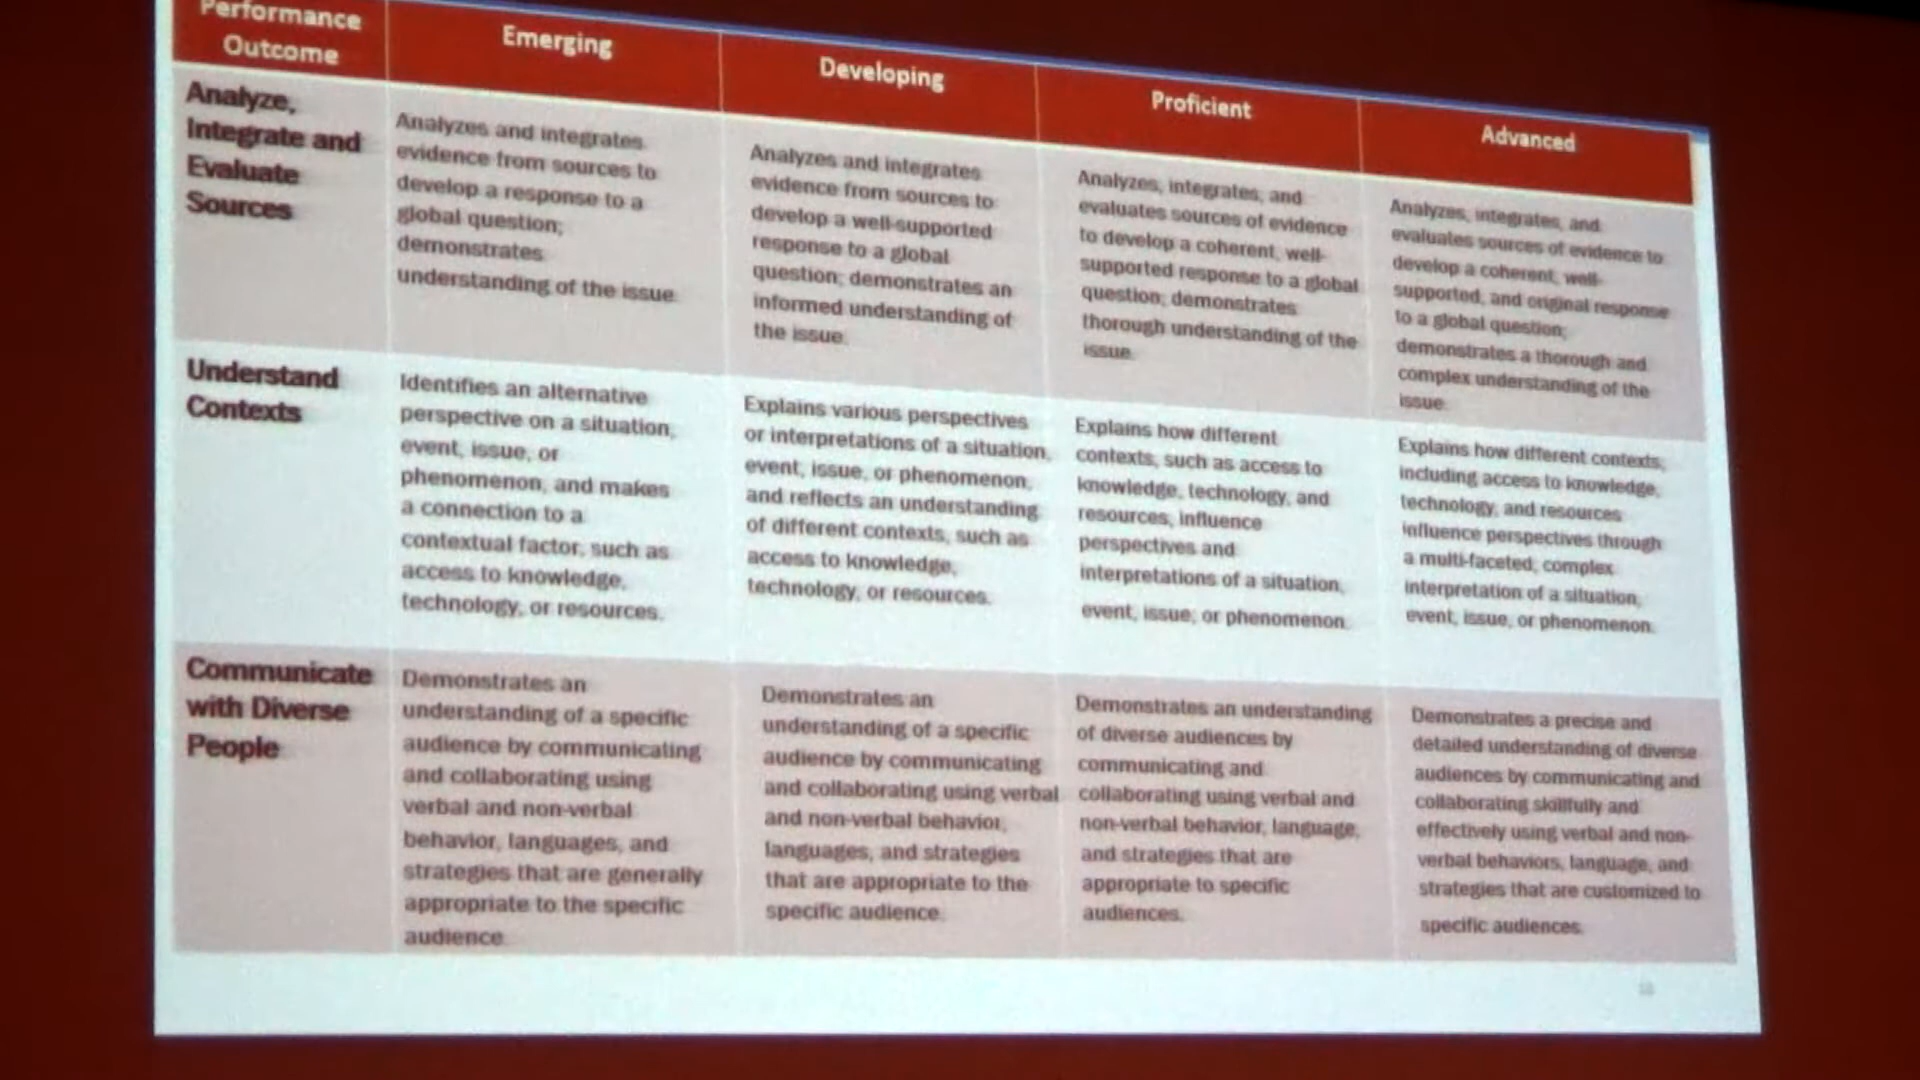 Performance
Outcome
Emerging
Developing
Proficient
Advanced
Analyze,
Integrate and
Evaluate
Sources
Analyzes and integrates
evidence from sources to
develop a response to a
global question;
demonstrates
understanding of the issue.
Analyzes and integrates
evidence from sources to
develop a well-supported
response to a global
question; demonstrates an
informed understanding of
the issue.
Analyzes, integrates, and
evaluates sources of evidence
to develop a coherent, well-
supported response to a global
question; demonstrates
thorough understanding of the
issue.
Analyzes, integrates, and
evaluates sources of evidence to
develop a coherent, well-
supported, and original response
to a global question;
demonstrates a thorough and
complex understanding of the
issue.
Understand
Contexts
Identifies an alternative
perspective on a situation,
event, issue, or
phenomenon, and makes
a connection to a
contextual factor, such as
access to knowledge,
technology, or resources.
Explains various perspectives
or interpretations of a situation,
event, issue, or phenomenon,
and reflects an understanding
of different contexts, such as
access to knowledge,
technology, or resources.
Explains how different
contexts, such as access to
knowledge, technology, and
resources, influence
perspectives and
interpretations of a situation,
event, issue, or phenomenon.
Explains how different contexts,
including access to knowledge,
technology, and resources
influence perspectives through
a multi-faceted, complex
interpretation of a situation,
event, issue, or phenomenon.
Communicate
with Diverse
People
Demonstrates an
understanding of a specific
audience by communicating
and collaborating using
verbal and non-verbal
behavior, languages, and
strategies that are generally
appropriate to the specific
audience.
Demonstrates an
understanding of a specific
audience by communicating
and collaborating using verbal
and non-verbal behavior,
languages, and strategies
that are appropriate to the
specific audience.
Demonstrates an understanding
of diverse audiences by
communicating and
collaborating using verbal and
non-verbal behavior, language,
and strategies that are
appropriate to specific
audiences.
Demonstrates a precise and
detailed understanding of diverse
audiences by communicating and
collaborating skillfully and
effectively using verbal and non-
verbal behaviors, language, and
strategies that are customized to
specific audiences.